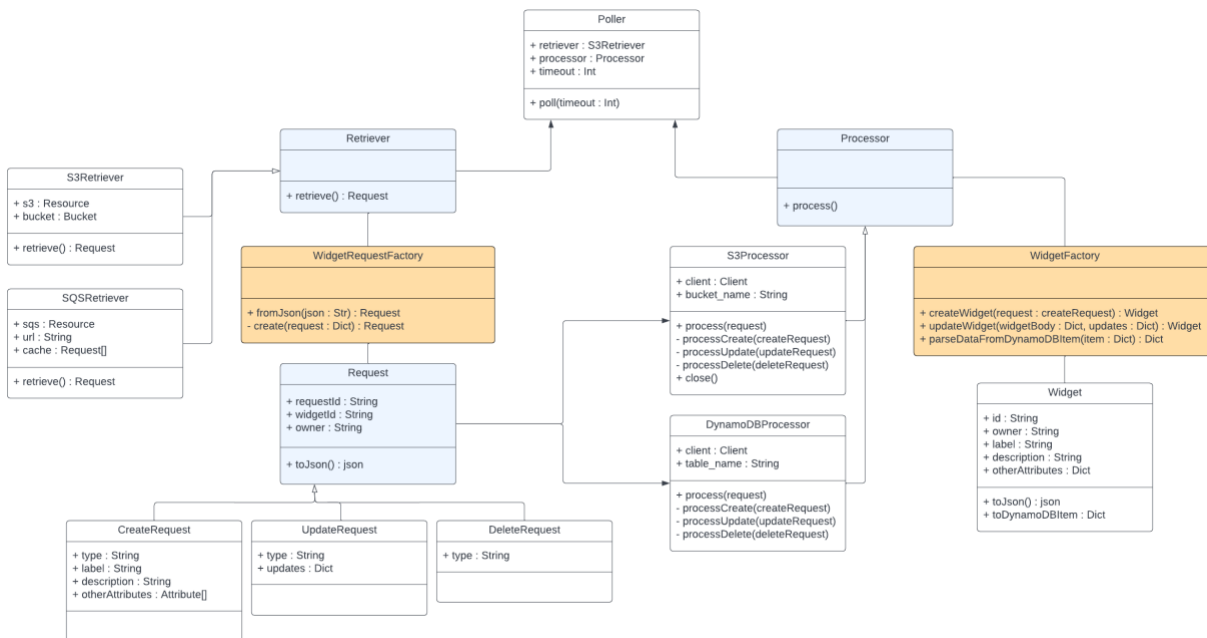 Poller
+ retriever : S3Retriever
+ processor : Processor
+ timeout : Int
+ poll(timeout : Int)
Retriever
+ retrieve() : Request
Processor
+ process()
S3Retriever
+ s3 : Resource
+ bucket : Bucket
+ retrieve() : Request
SQSRetriever
+ sqs : Resource
+ url : String
+ cache : Request[]
+ retrieve() : Request
WidgetRequestFactory
+ fromJson(json : Str) : Request
- create(request : Dict) : Request
Request
+ requestId : String
+ widgetId : String
+ owner : String
+ toJson() : json
S3Processor
+ client : Client
+ bucket_name : String
+ process(request)
- processCreate(createRequest)
- processUpdate(updateRequest)
- processDelete(deleteRequest)
+ close()
DynamoDBProcessor
+ client : Client
+ table_name : String
+ process(request)
- processCreate(createRequest)
- processUpdate(updateRequest)
- processDelete(deleteRequest)
WidgetFactory
+ createWidget(request : createRequest) : Widget
+ updateWidget(widgetBody : Dict, updates : Dict) : Widget
+ parseDataFromDynamoDBItem(item : Dict) : Dict
Widget
+ id : String
+ owner : String
+ label : String
+ description : String
+ otherAttributes : Dict
+ toJson() : json
+ toDynamoDBItem : Dict
CreateRequest
+ type : String
+ label : String
+ description : String
+ otherAttributes : Attribute[]
UpdateRequest
+ type : String
+ updates : Dict
DeleteRequest
+ type : String